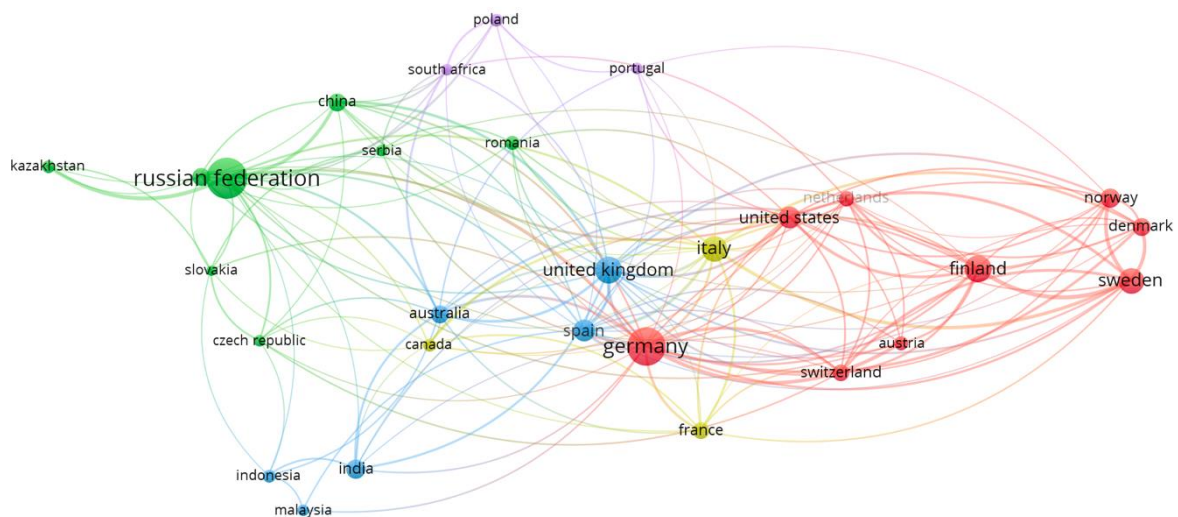 poland
south africa
portugal
china
romania
serbia
kazakhstan
russian federation
netherlands
norway
united states
denmark
italy
slovakia
united kingdom
finland
sweden
australia
spain
czech republic
canada
germany
austria
switzerland
france
indonesia
india
malaysia